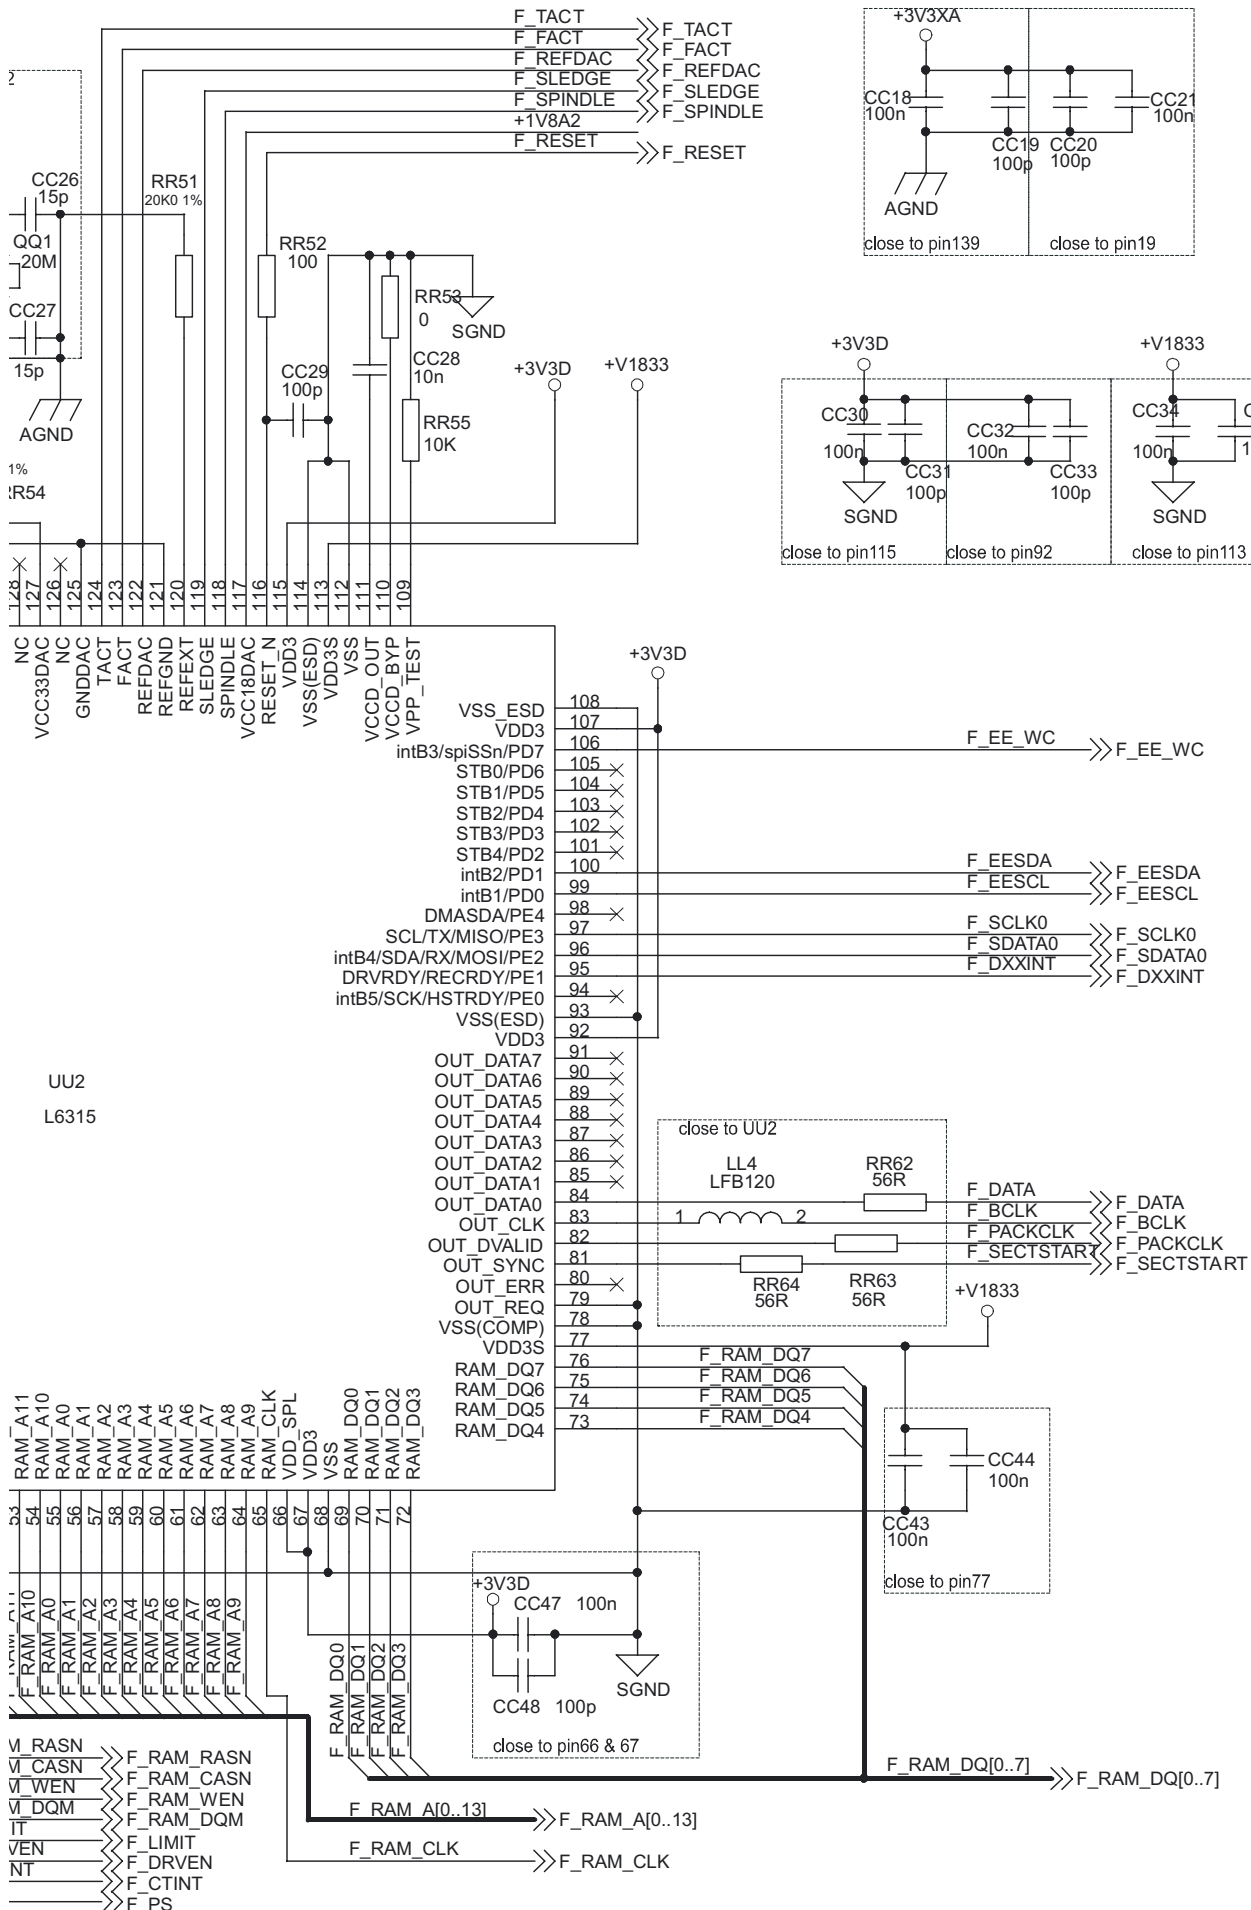 F_TACT
F_FACT
F_REFDAC
F_SLEDGE
F_SPINDLE
+1V8A2
F_RESET
F_TACT
F_FACT
F_REFDAC
F_SLEDGE
F_SPINDLE
F_RESET
+3V3XA
CC18
100n
CC19
100p
CC20
100p
CC21
100n
AGND
close to pin139
close to pin19
CC26
15p
QQ1
20M
CC27
15p
AGND
1%
RR51
20K0 1%
RR52
100
RR53
0
SGND
CC29
100p
CC28
10n
RR55
10K
+3V3D
+V1833
+3V3D
CC30
100n
CC31
100p
CC32
100n
CC33
100p
SGND
close to pin115
close to pin92
+V1833
CC34
100n
SGND
close to pin113
128
127
126
125
124
123
122
121
120
119
118
117
116
115
114
113
112
111
110
109
NC
VCC33DAC
NC
GNDDAC
TACT
FACT
REFDAC
REFGND
REFEXT
SLEDGE
SPINDLE
VCC18DAC
RESET_N
VDD3
VSS(ESD)
VDD3S
VSS
VCCD_OUT
VCCD_BYP
VPP_TEST
+3V3D
VSS_ESD 108
VDD3 107
intB3/spiSSn/PD7 106
STB0/PD6 105
STB1/PD5 104
STB2/PD4 103
STB3/PD3 102
STB4/PD2 101
intB2/PD1 100
intB1/PD0 99
DMASDA/PE4 98
SCL/TX/MISO/PE3 97
intB4/SDA/RX/MOSI/PE2 96
DRVRDY/RECRDY/PE1 95
intB5/SCK/HSTRDY/PE0 94
VSS(ESD) 93
VDD3 92
OUT_DATA7 91
OUT_DATA6 90
OUT_DATA5 89
OUT_DATA4 88
OUT_DATA3 87
OUT_DATA2 86
OUT_DATA1 85
OUT_DATA0 84
OUT_CLK 83
OUT_DVALID 82
OUT_SYNC 81
OUT_ERR 80
OUT_REQ 79
VSS(COMP) 78
VDD3S 77
RAM_DQ7 76
RAM_DQ6 75
RAM_DQ5 74
RAM_DQ4 73
F_EE_WC F_EE_WC
F_EESDA F_EESDA
F_EESCL F_EESCL
F_SCLK0 F_SCLK0
F_SDATA0 F_SDATA0
F_DXXINT F_DXXINT
UU2
L6315
close to UU2
LL4
LFB120
1 2
RR62
56R
RR64
56R
RR63
56R
F_DATA F_DATA
F_BCLK F_BCLK
F_PACKCLK F_PACKCLK
F_SECTSTART F_SECTSTART
+V1833
F_RAM_DQ7
F_RAM_DQ6
F_RAM_DQ5
F_RAM_DQ4
CC44
100n
CC43
100n
close to pin77
RAM_A11
RAM_A10
RAM_A0
RAM_A1
RAM_A2
RAM_A3
RAM_A4
RAM_A5
RAM_A6
RAM_A7
RAM_A8
RAM_A9
RAM_CLK
VDD_SPL
VDD3
VSS
RAM_DQ0
RAM_DQ1
RAM_DQ2
RAM_DQ3
53
54
55
56
57
58
59
60
61
62
63
64
65
66
67
68
69
70
71
72
F_RAM_A10
F_RAM_A0
F_RAM_A1
F_RAM_A2
F_RAM_A3
F_RAM_A4
F_RAM_A5
F_RAM_A6
F_RAM_A7
F_RAM_A8
F_RAM_A9
F_RAM_DQ0
F_RAM_DQ1
F_RAM_DQ2
F_RAM_DQ3
+3V3D
CC47 100n
CC48 100p
SGND
close to pin66 & 67
F_RAM_DQ[0..7] F_RAM_DQ[0..7]
F_RAM_A[0..13] F_RAM_A[0..13]
F_RAM_CLK F_RAM_CLK
M_RASN F_RAM_RASN
M_CASN F_RAM_CASN
M_WEN F_RAM_WEN
M_DQM F_RAM_DQM
IT F_LIMIT
VEN F_DRVEN
NT F_CTINT
F_PS